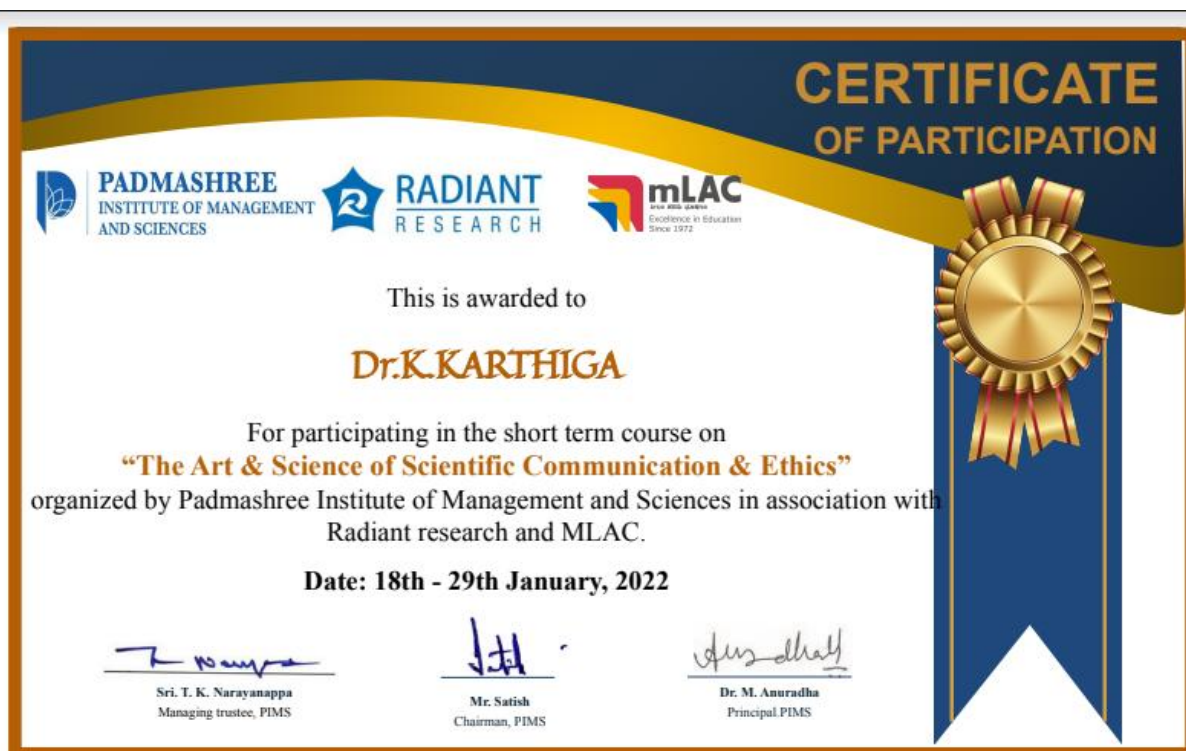 CERTIFICATE
OF PARTICIPATION
PADMASHREE
INSTITUTE OF MANAGEMENT
AND SCIENCES
RADIANT
RESEARCH
mLAC
Excellence in Education
Since 1972
This is awarded to
Dr.K.KARTHIGA
For participating in the short term course on
“The Art & Science of Scientific Communication & Ethics”
organized by Padmashree Institute of Management and Sciences in association with
Radiant research and MLAC.
Date: 18th - 29th January, 2022
Sri. T. K. Narayanappa
Managing trustee, PIMS
Mr. Satish
Chairman, PIMS
Dr. M. Anuradha
Principal.PIMS